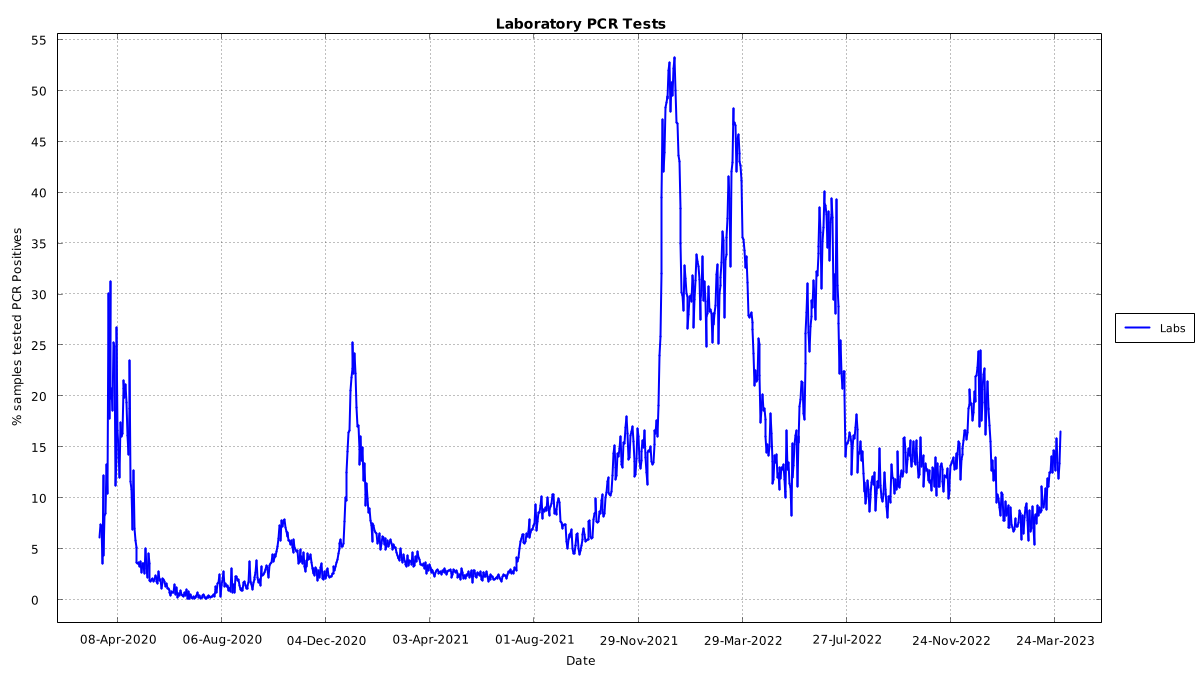 Laboratory PCR Tests
55
50
45
40
35
30
25
20
15
10
5
0
% samples tested PCR Positives
08-Apr-2020 06-Aug-2020 04-Dec-2020 03-Apr-2021 01-Aug-2021 29-Nov-2021 29-Mar-2022 27-Jul-2022 24-Nov-2022 24-Mar-2023
Date
Labs